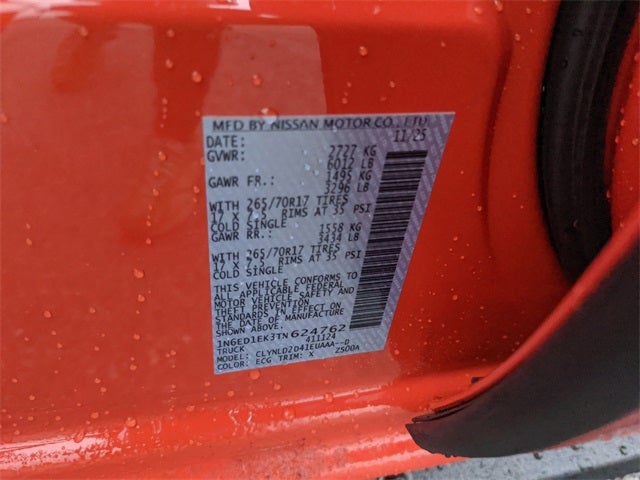 MFD BY NISSAN MOTOR CO., LTD
DATE: 11/25
GVWR: 2727 KG
6012 LB
GAWR FR.: 1495 KG
3296 LB
WITH 265/70R17 TIRES
17 X 7.5 RIMS AT 35 PSI
COLD SINGLE
GAWR RR.: 1558 KG
3434 LB
WITH 265/70R17 TIRES
17 X 7.5 RIMS AT 35 PSI
COLD SINGLE
THIS VEHICLE CONFORMS TO
ALL APPLICABLE FEDERAL
MOTOR VEHICLE SAFETY AND
THEFT PREVENTION
STANDARDS IN EFFECT ON
THE DATE OF MANUFACTURE
SHOWN ABOVE.
1N6ED1EK3TN624762
TRUCK 411124
MODEL: CLYNLD2D41EUAAA--D
COLOR: ECG TRIM: X Z50DA